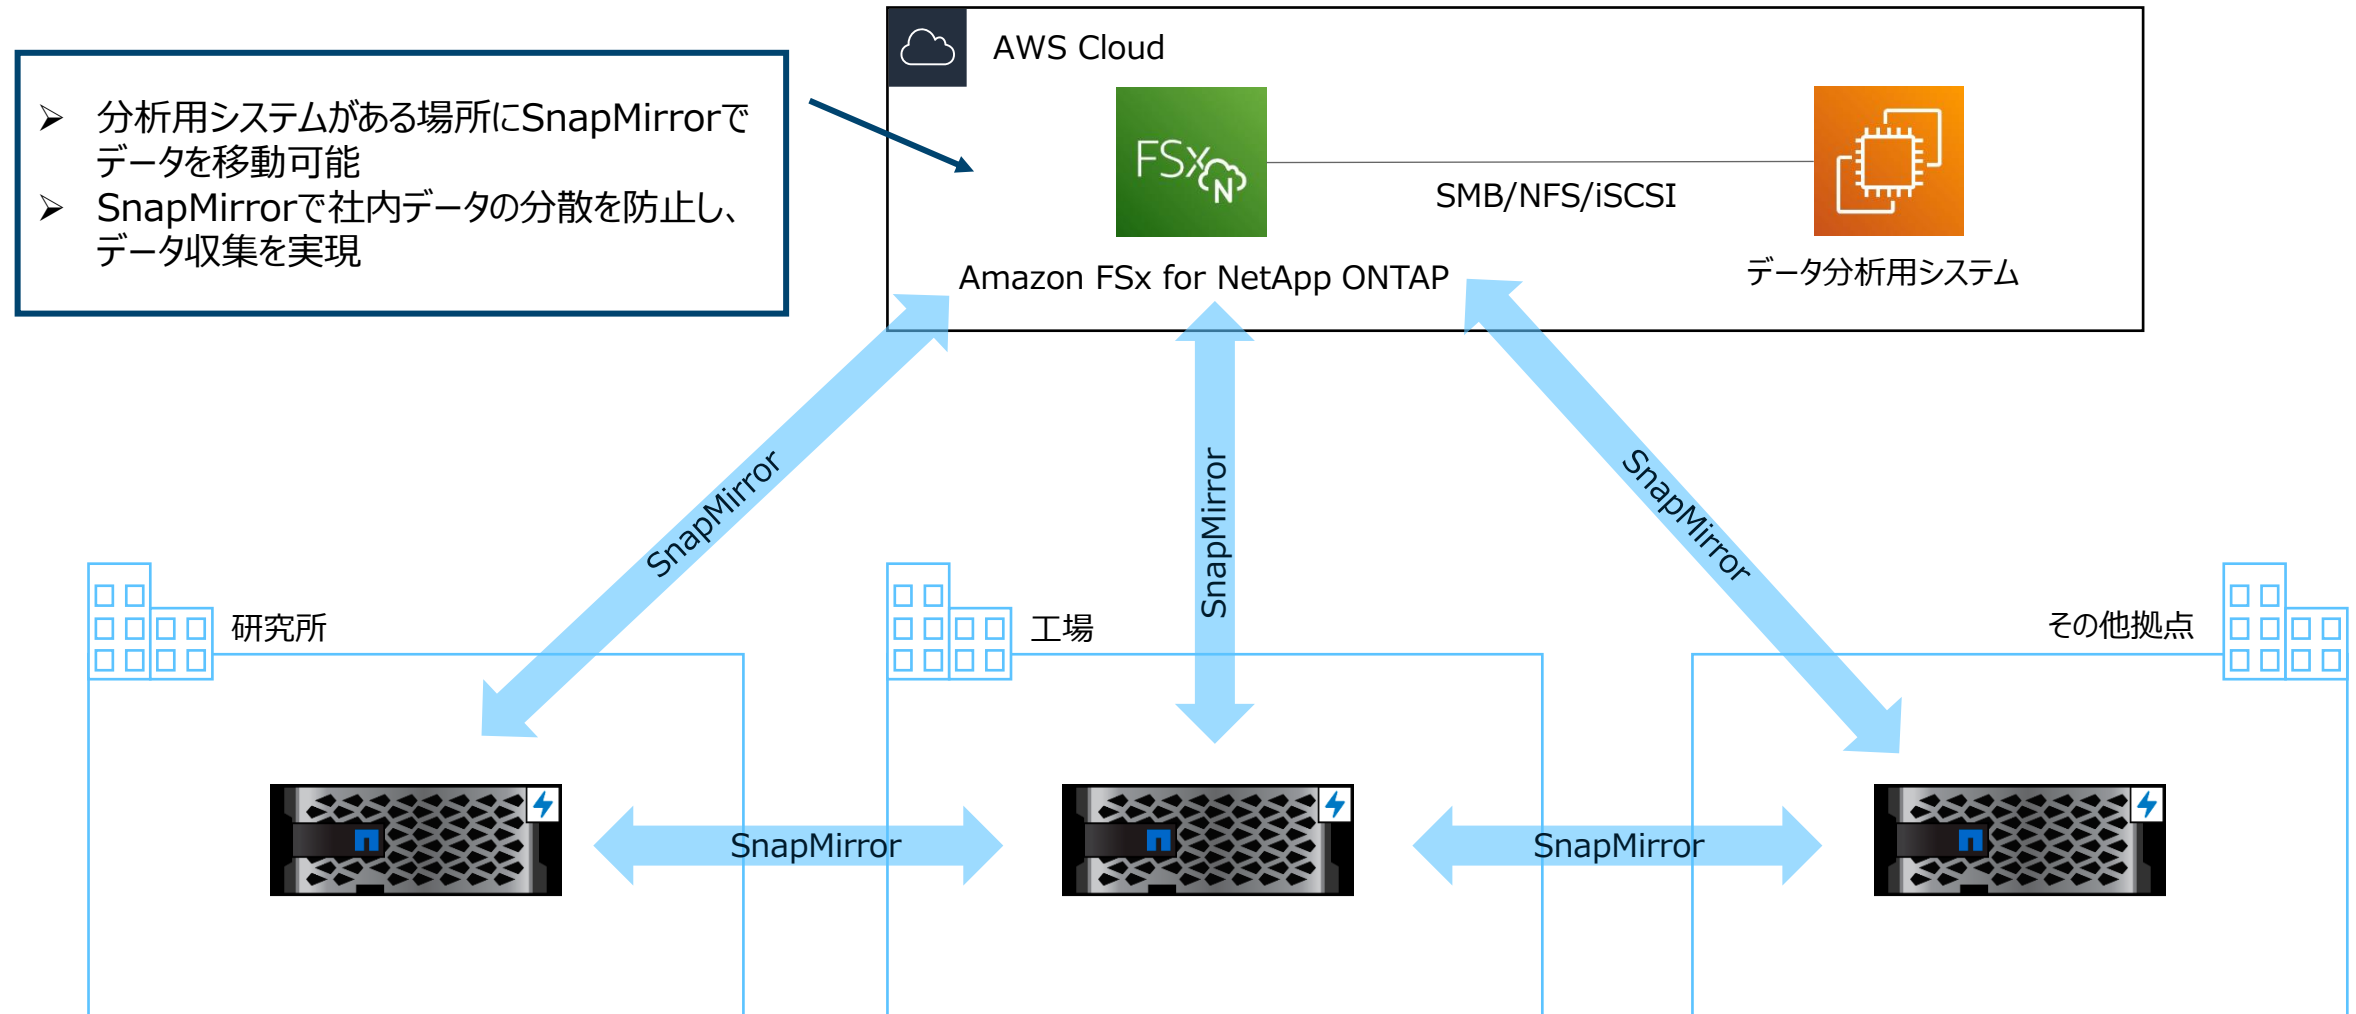 AWS Cloud
➢ 分析用システムがある場所にSnapMirrorで
データを移動可能
➢ SnapMirrorで社内データの分散を防止し、
データ収集を実現
FSx
N
SMB/NFS/iSCSI
Amazon FSx for NetApp ONTAP
データ分析用システム
SnapMirror
SnapMirror
SnapMirror
研究所
工場
その他拠点
SnapMirror
SnapMirror